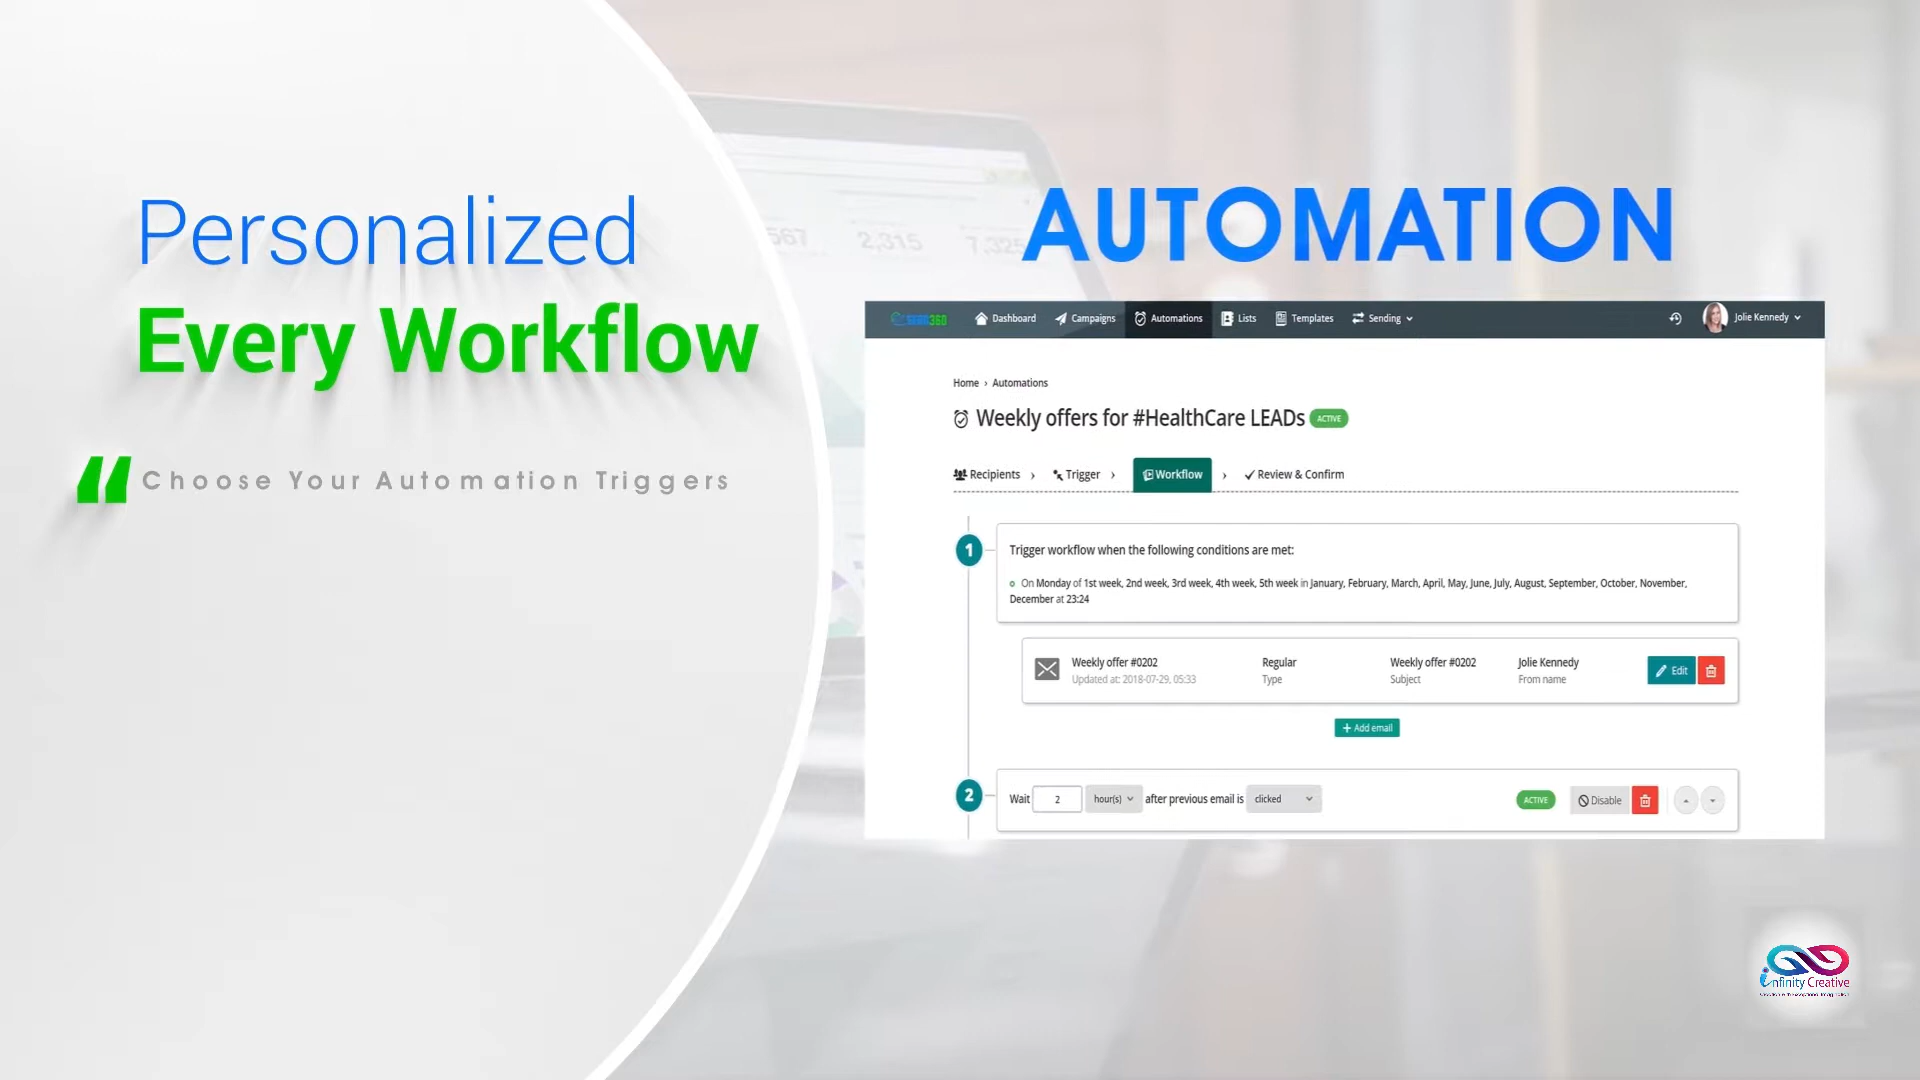 Personalized
Every Workflow
Choose Your Automation Triggers
567 2,315 7,325
AUTOMATION
Dashboard Campaigns Automations Lists Templates Sending Jolie Kennedy
Home › Automations
Weekly offers for #HealthCare LEADs ACTIVE
Recipients › Trigger › Workflow › Review & Confirm
1
Trigger workflow when the following conditions are met:
On Monday of 1st week, 2nd week, 3rd week, 4th week, 5th week in January, February, March, April, May, June, July, August, September, October, November,
December at 23:24
Weekly offer #0202 Regular Weekly offer #0202 Jolie Kennedy Edit
Updated at: 2018-07-29, 05:33 Type Subject From name
+ Add email
2 Wait 2 hour(s) after previous email is clicked ACTIVE Disable
infinity Creative